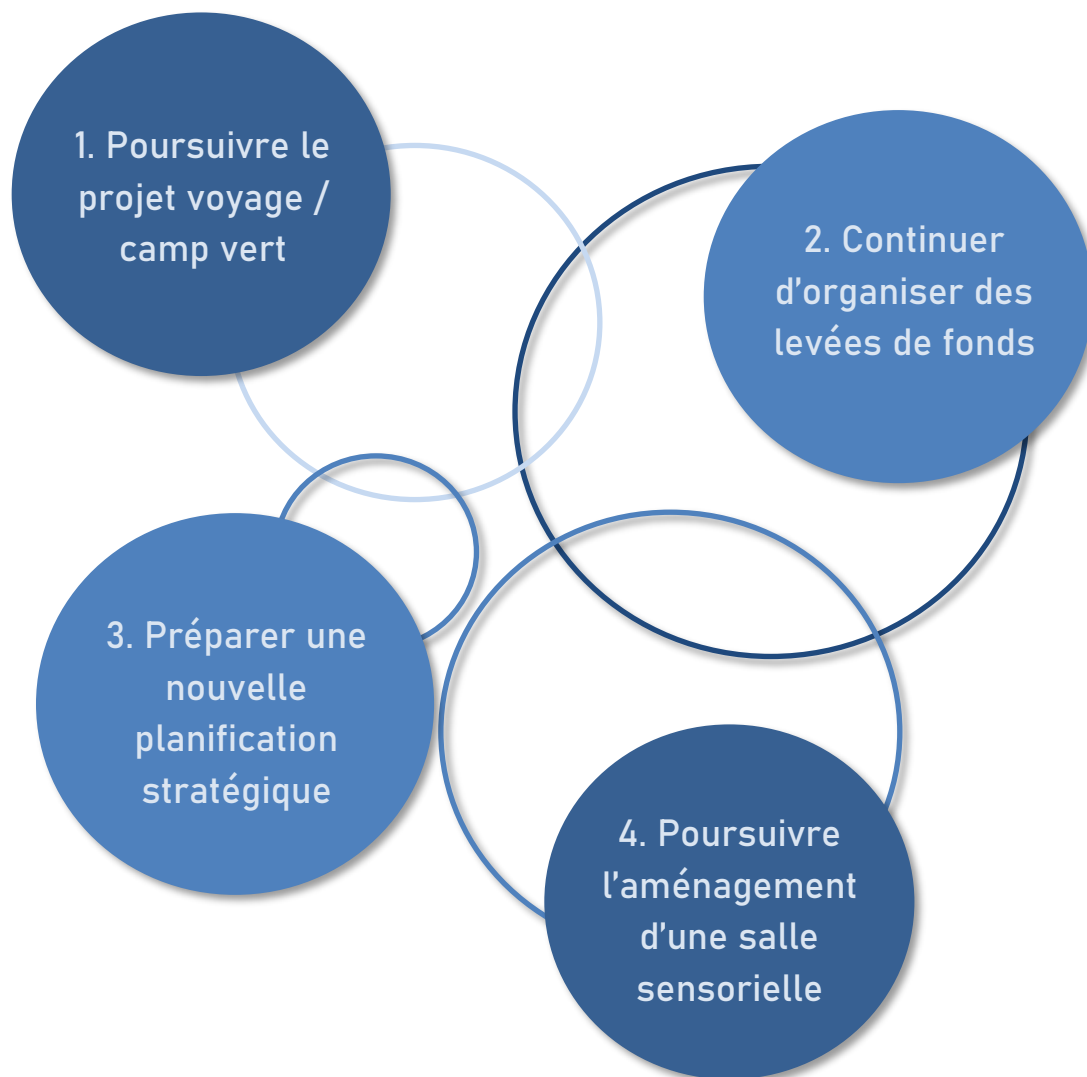 1. Poursuivre le
projet voyage /
camp vert
2. Continuer
d'organiser des
levées de fonds
3. Préparer une
nouvelle
planification
stratégique
4. Poursuivre
l'aménagement
d'une salle
sensorielle